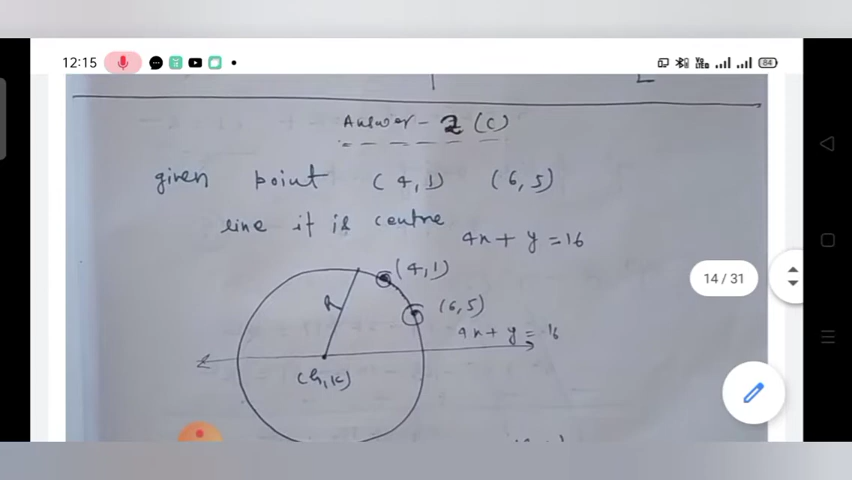 12:15
84
Answer - 2 (C)
given point (4,1) (6,5)
line it is centre
4x + y = 16
(4,1)
R
(6,5)
4x + y = 16
(h,k)
14 / 31